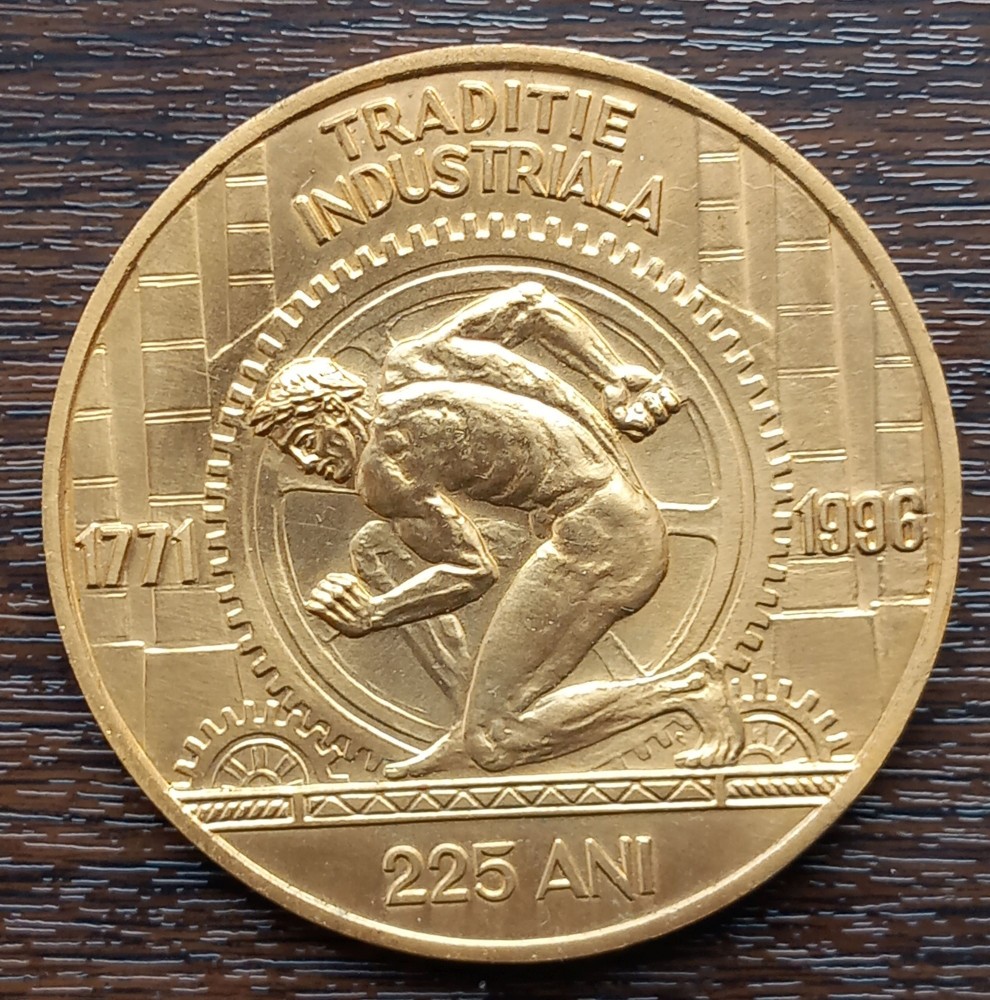 TRADITIE
INDUSTRIALA
1771 1996
225 ANI